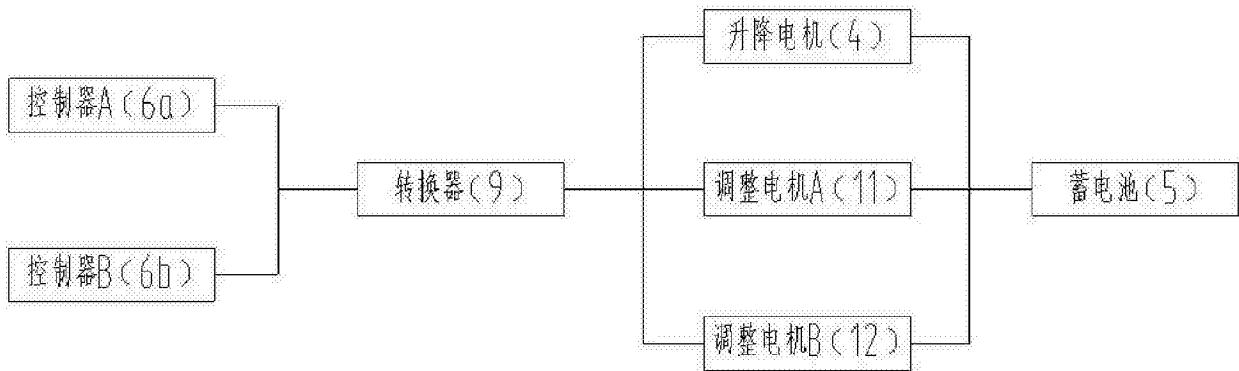 升降电机(4)
控制器A(6a)
转换器(9)
调整电机A(11)
蓄电池(5)
控制器B(6b)
调整电机B(12)